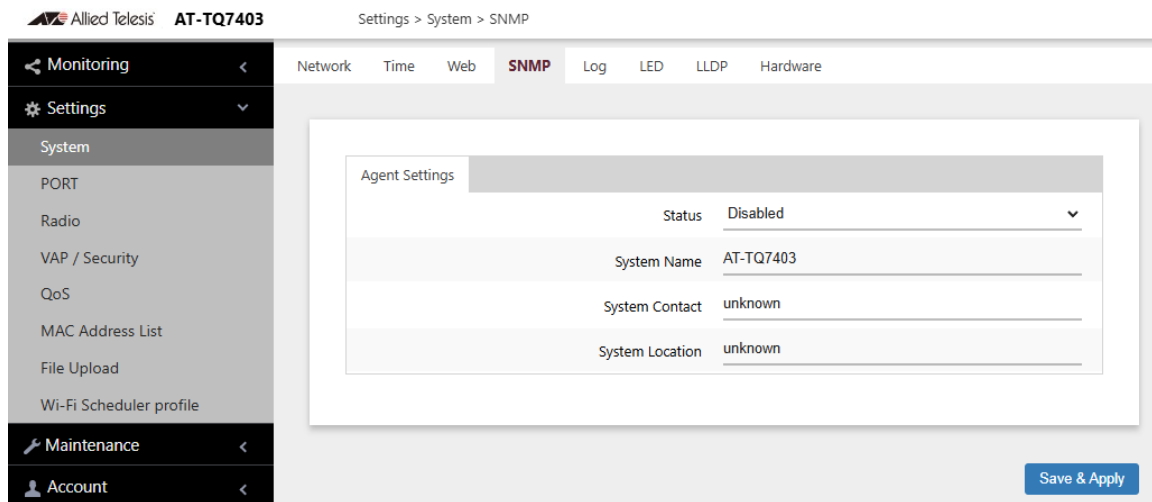 Allied Telesis AT-TQ7403 Settings > System > SNMP
Monitoring
Network Time Web SNMP Log LED LLDP Hardware
Settings
System
PORT
Radio
VAP / Security
QoS
MAC Address List
File Upload
Wi-Fi Scheduler profile
Maintenance
Account
Agent Settings
Status Disabled
System Name AT-TQ7403
System Contact unknown
System Location unknown
Save & Apply